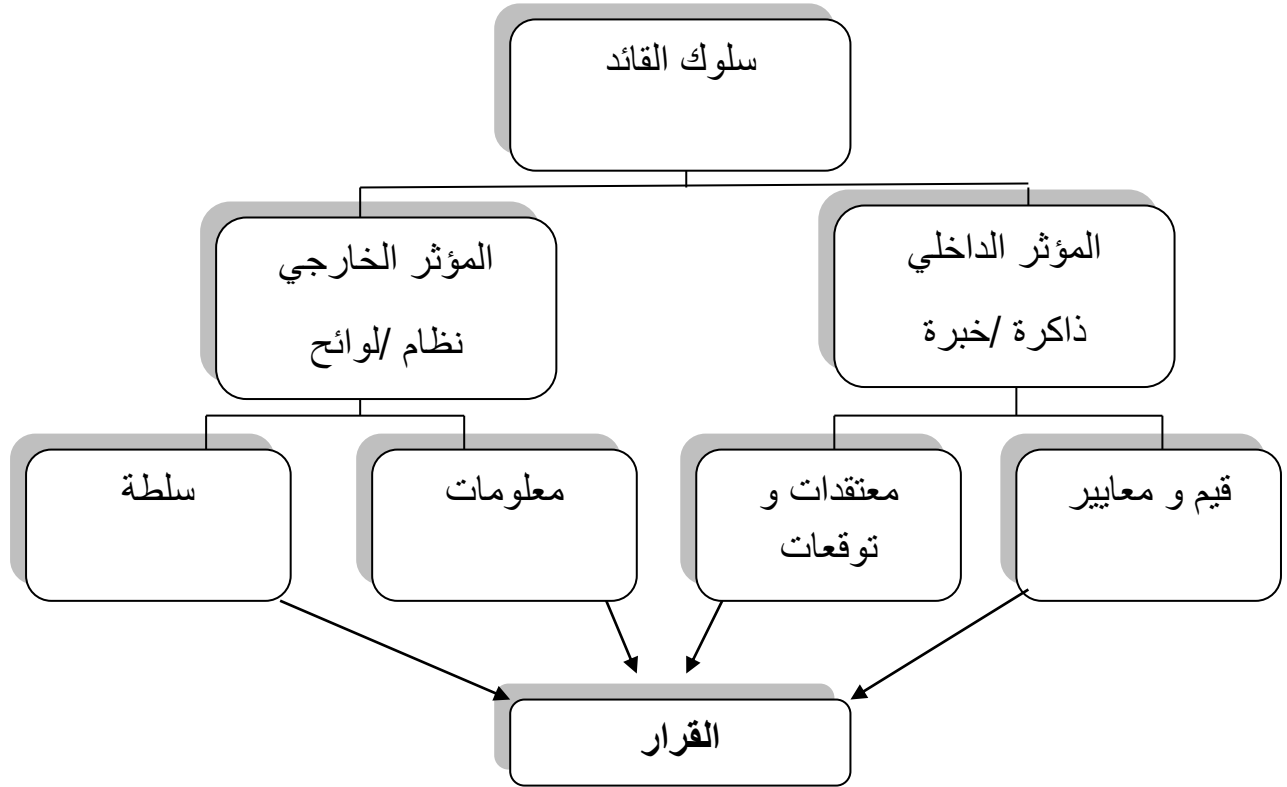 سلوك القائد
المؤثر الداخلي
ذاكرة /خبرة
المؤثر الخارجي
نظام /لوائح
قيم و معايير
معتقدات و
توقعات
معلومات
سلطة
القرار